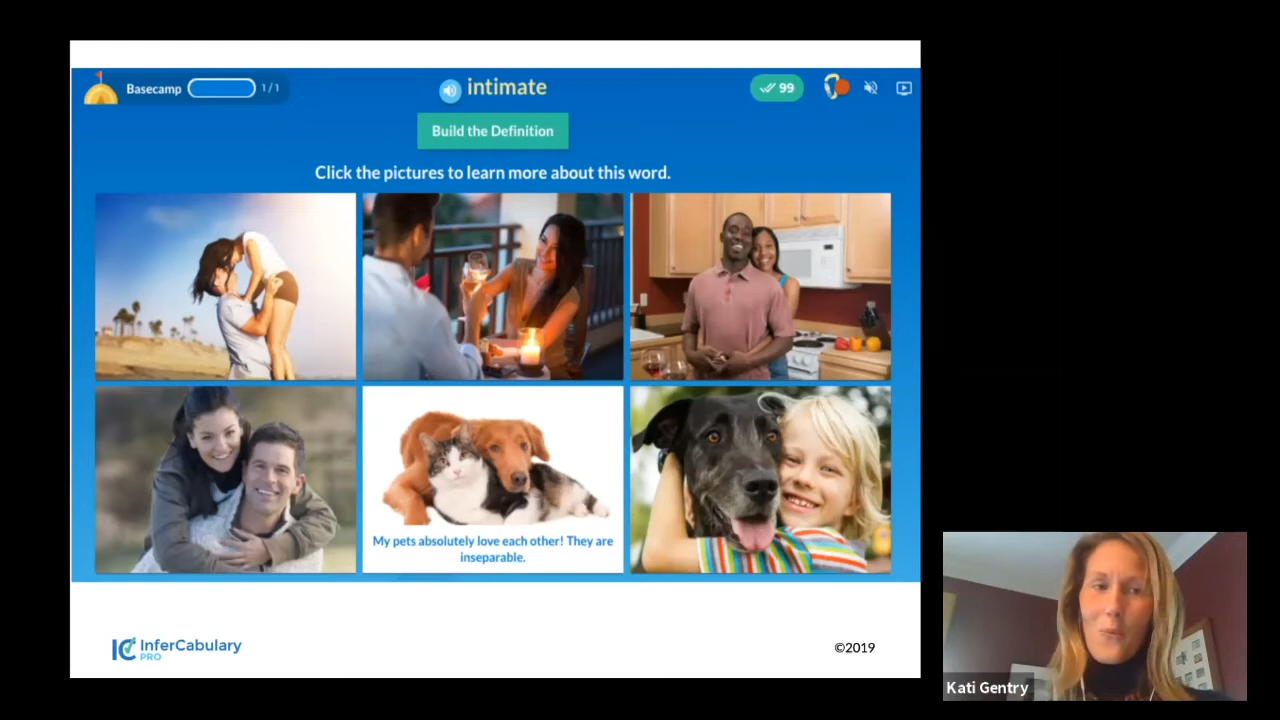 Basecamp 1/1
intimate
99
Build the Definition
Click the pictures to learn more about this word.
My pets absolutely love each other! They are
inseparable.
IC InferCabulary
PRO
©2019
Kati Gentry